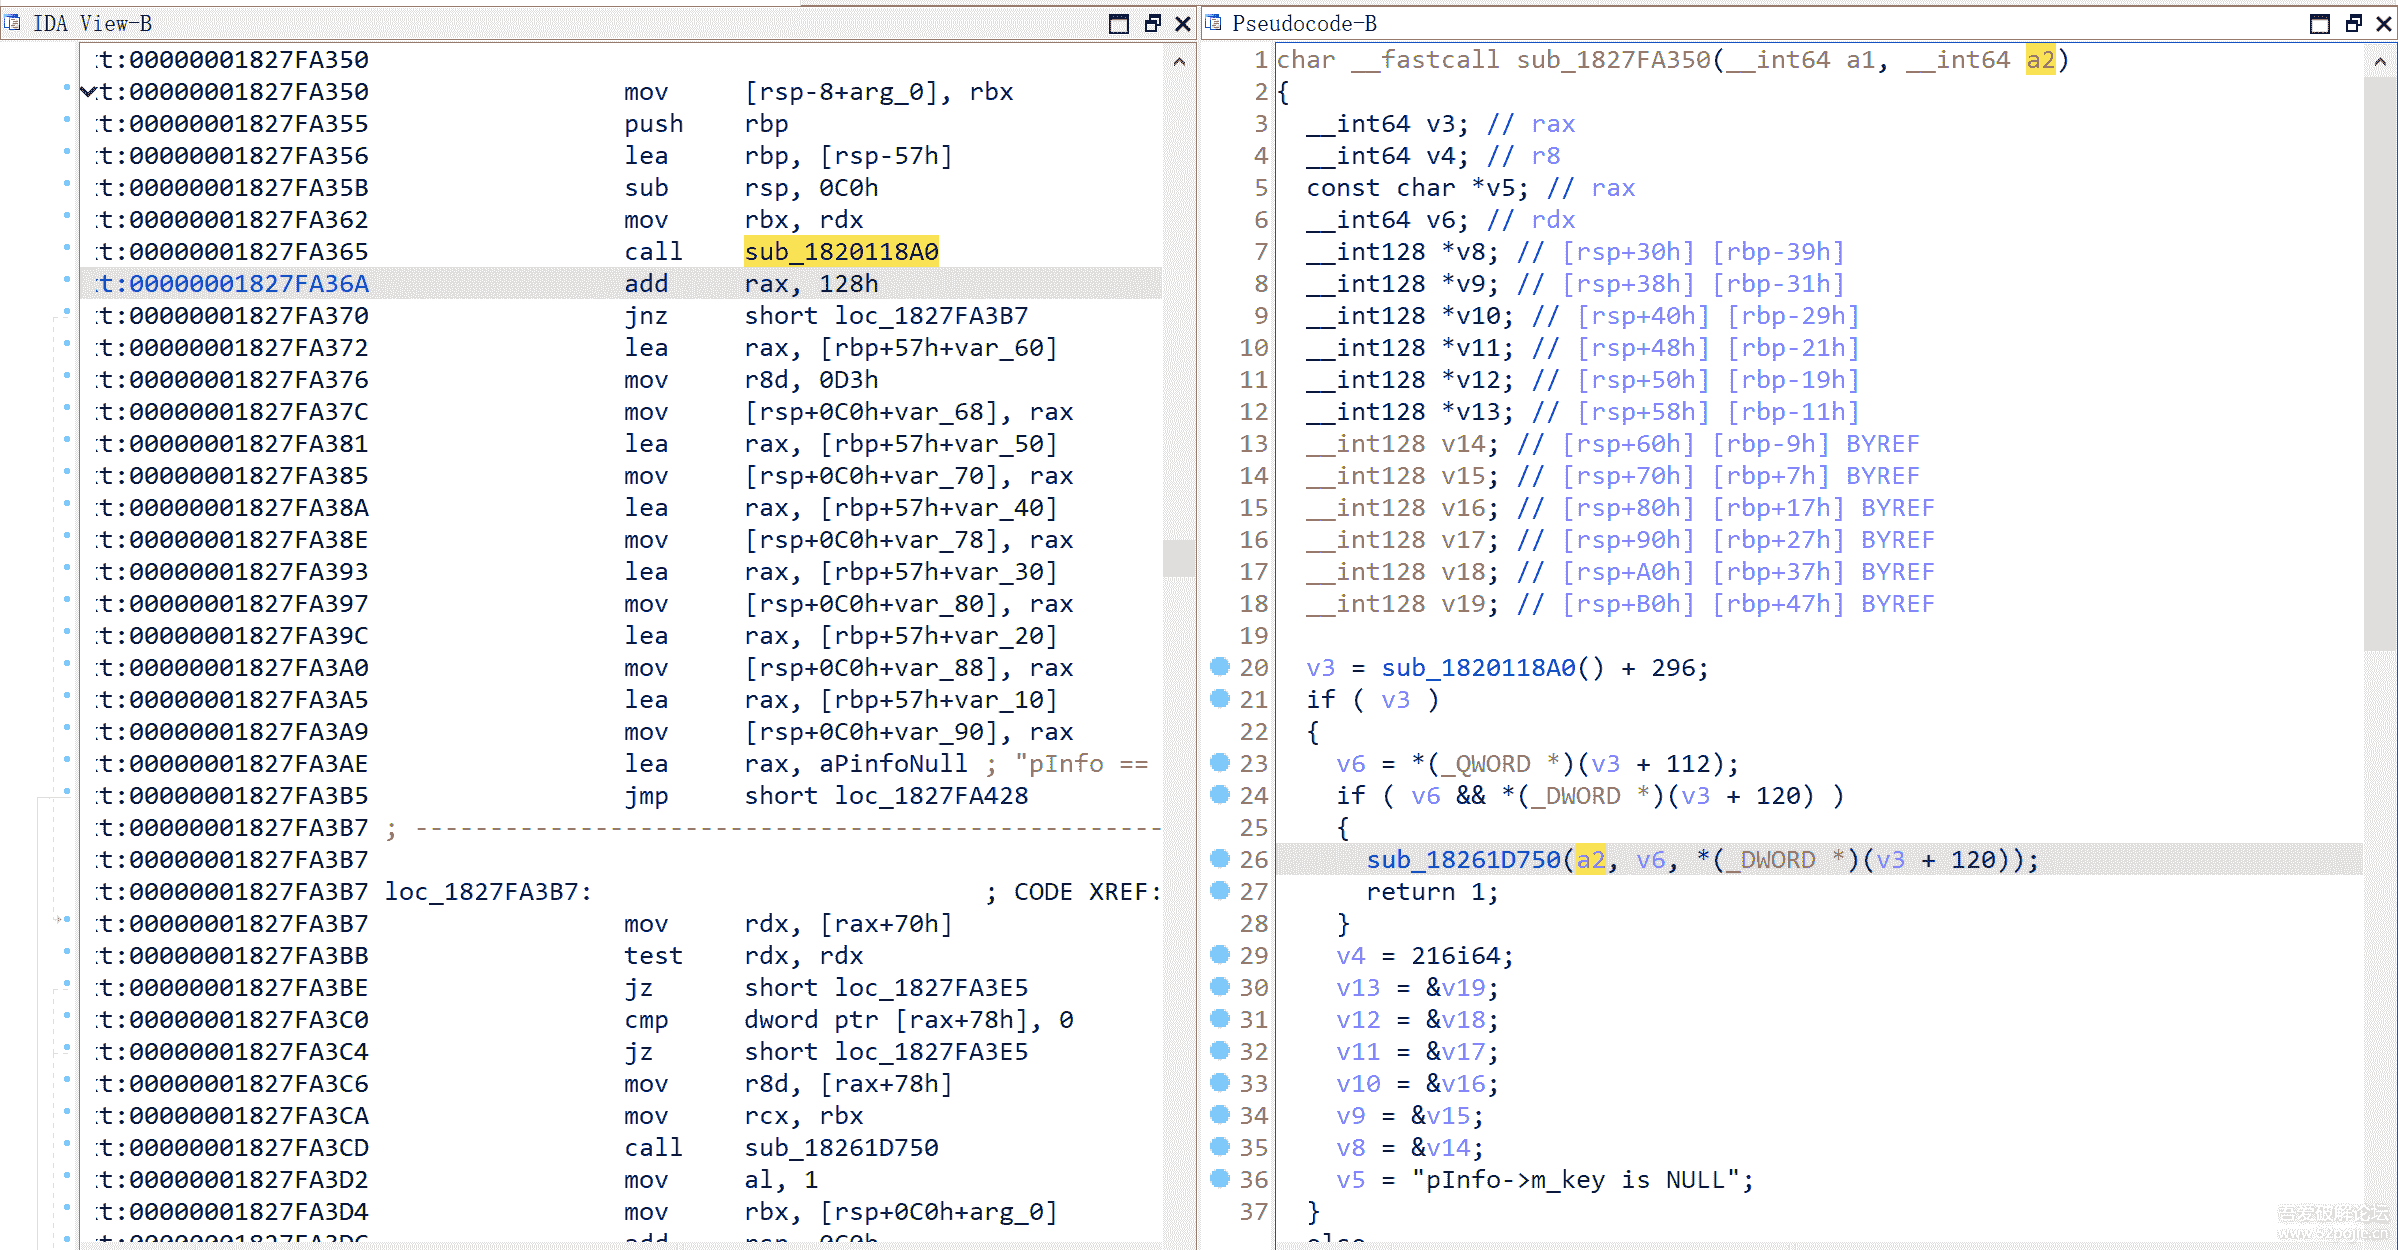 IDA View-B
:t:00000001827FA350
:t:00000001827FA350 mov [rsp-8+arg_0], rbx
:t:00000001827FA355 push rbp
:t:00000001827FA356 lea rbp, [rsp-57h]
:t:00000001827FA35B sub rsp, 0C0h
:t:00000001827FA362 mov rbx, rdx
:t:00000001827FA365 call sub_1820118A0
:t:00000001827FA36A add rax, 128h
:t:00000001827FA370 jnz short loc_1827FA3B7
:t:00000001827FA372 lea rax, [rbp+57h+var_60]
:t:00000001827FA376 mov r8d, 0D3h
:t:00000001827FA37C mov [rsp+0C0h+var_68], rax
:t:00000001827FA381 lea rax, [rbp+57h+var_50]
:t:00000001827FA385 mov [rsp+0C0h+var_70], rax
:t:00000001827FA38A lea rax, [rbp+57h+var_40]
:t:00000001827FA38E mov [rsp+0C0h+var_78], rax
:t:00000001827FA393 lea rax, [rbp+57h+var_30]
:t:00000001827FA397 mov [rsp+0C0h+var_80], rax
:t:00000001827FA39C lea rax, [rbp+57h+var_20]
:t:00000001827FA3A0 mov [rsp+0C0h+var_88], rax
:t:00000001827FA3A5 lea rax, [rbp+57h+var_10]
:t:00000001827FA3A9 mov [rsp+0C0h+var_90], rax
:t:00000001827FA3AE lea rax, aPinfoNull ; "pInfo ==
:t:00000001827FA3B5 jmp short loc_1827FA428
:t:00000001827FA3B7 ; --------------------------------------------------
:t:00000001827FA3B7
:t:00000001827FA3B7 loc_1827FA3B7: ; CODE XREF:
:t:00000001827FA3B7 mov rdx, [rax+70h]
:t:00000001827FA3BB test rdx, rdx
:t:00000001827FA3BE jz short loc_1827FA3E5
:t:00000001827FA3C0 cmp dword ptr [rax+78h], 0
:t:00000001827FA3C4 jz short loc_1827FA3E5
:t:00000001827FA3C6 mov r8d, [rax+78h]
:t:00000001827FA3CA mov rcx, rbx
:t:00000001827FA3CD call sub_18261D750
:t:00000001827FA3D2 mov al, 1
:t:00000001827FA3D4 mov rbx, [rsp+0C0h+arg_0]
Pseudocode-B
1 char __fastcall sub_1827FA350(__int64 a1, __int64 a2)
2 {
3 __int64 v3; // rax
4 __int64 v4; // r8
5 const char *v5; // rax
6 __int64 v6; // rdx
7 __int128 *v8; // [rsp+30h] [rbp-39h]
8 __int128 *v9; // [rsp+38h] [rbp-31h]
9 __int128 *v10; // [rsp+40h] [rbp-29h]
10 __int128 *v11; // [rsp+48h] [rbp-21h]
11 __int128 *v12; // [rsp+50h] [rbp-19h]
12 __int128 *v13; // [rsp+58h] [rbp-11h]
13 __int128 v14; // [rsp+60h] [rbp-9h] BYREF
14 __int128 v15; // [rsp+70h] [rbp+7h] BYREF
15 __int128 v16; // [rsp+80h] [rbp+17h] BYREF
16 __int128 v17; // [rsp+90h] [rbp+27h] BYREF
17 __int128 v18; // [rsp+A0h] [rbp+37h] BYREF
18 __int128 v19; // [rsp+B0h] [rbp+47h] BYREF
19
20 v3 = sub_1820118A0() + 296;
21 if ( v3 )
22 {
23 v6 = *(_QWORD *)(v3 + 112);
24 if ( v6 && *(_DWORD *)(v3 + 120) )
25 {
26 sub_18261D750(a2, v6, *(_DWORD *)(v3 + 120));
27 return 1;
28 }
29 v4 = 216i64;
30 v13 = &v19;
31 v12 = &v18;
32 v11 = &v17;
33 v10 = &v16;
34 v9 = &v15;
35 v8 = &v14;
36 v5 = "pInfo->m_key is NULL";
37 }
吾爱破解论坛
www.52pojie.cn